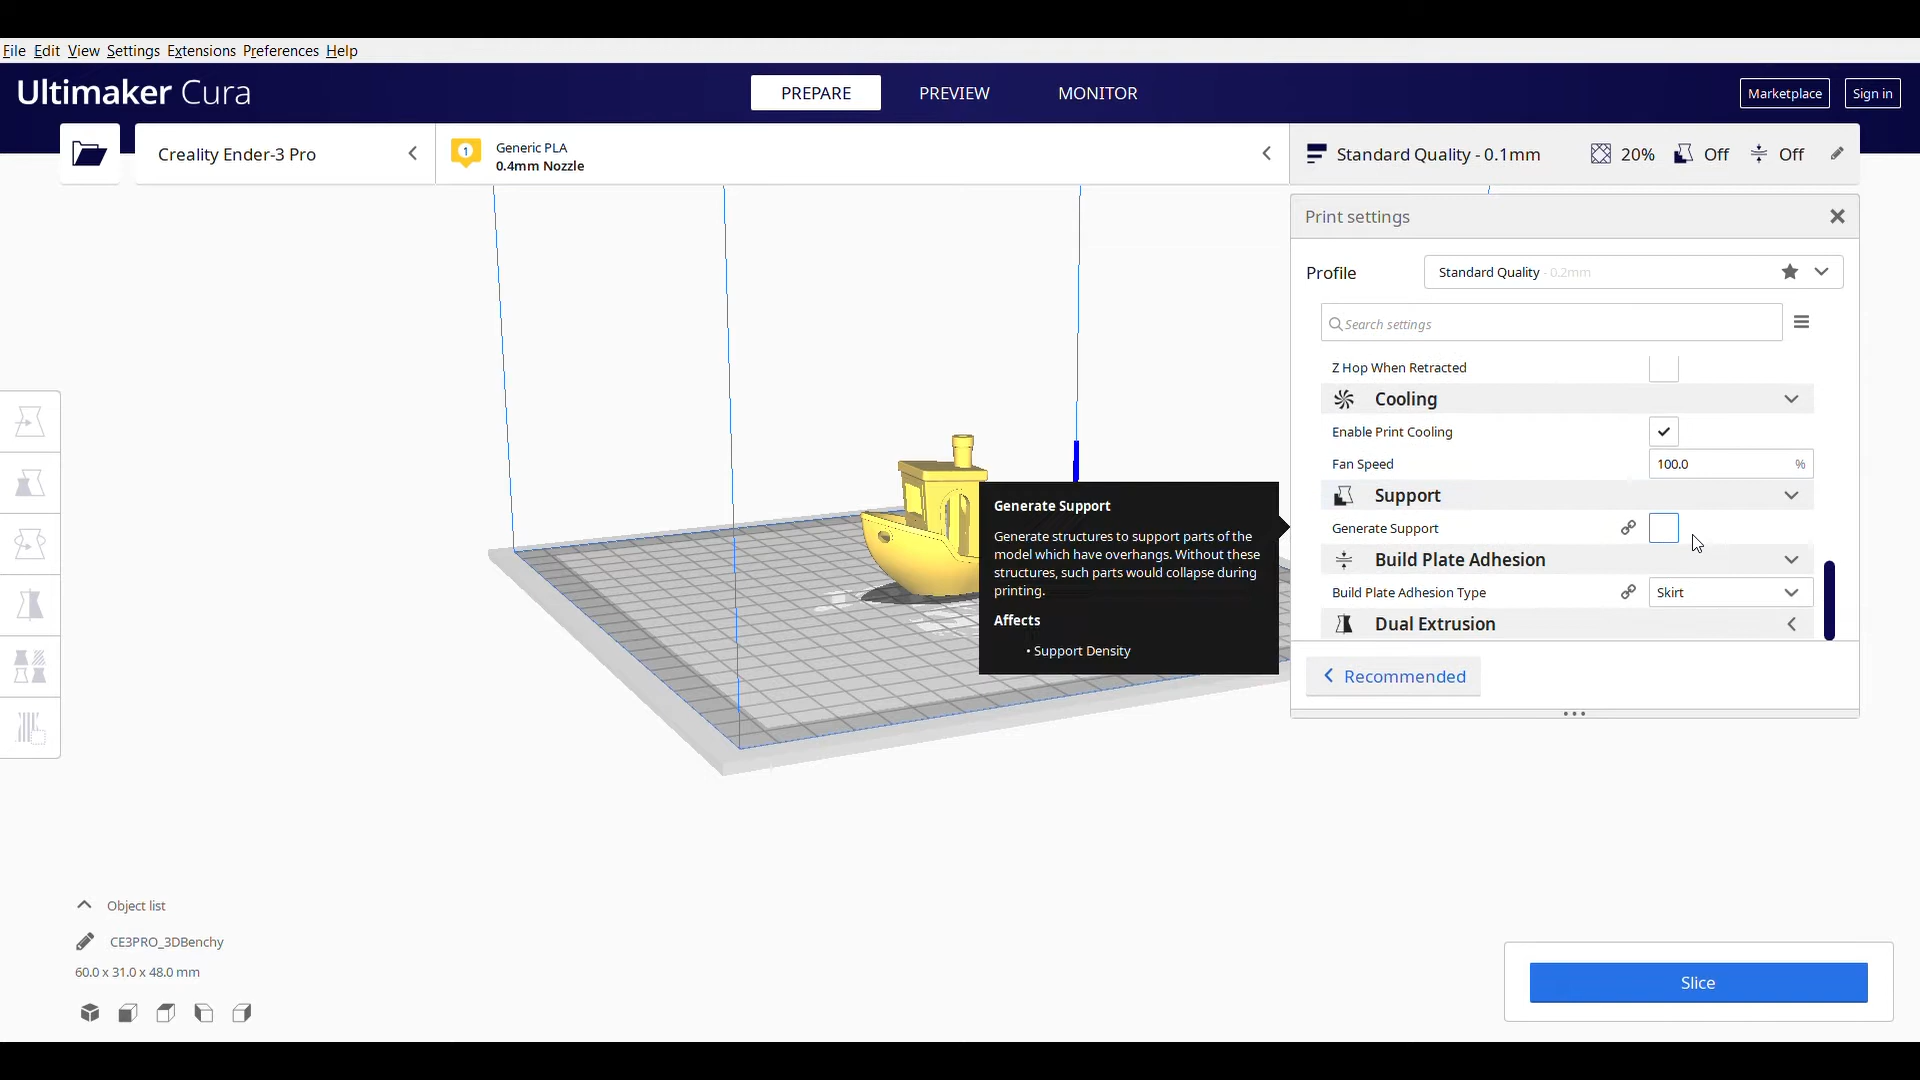 File Edit View Settings Extensions Preferences Help
Ultimaker Cura
PREPARE
PREVIEW
MONITOR
Marketplace
Sign in
Creality Ender-3 Pro
1
Generic PLA
0.4mm Nozzle
Standard Quality - 0.1mm
20%
Off
Off
Print settings
Profile
Standard Quality - 0.2mm
Search settings
Z Hop When Retracted
Cooling
Enable Print Cooling
Fan Speed
100.0 %
Support
Generate Support
Build Plate Adhesion
Build Plate Adhesion Type
Skirt
Dual Extrusion
Recommended
Generate Support
Generate structures to support parts of the
model which have overhangs. Without these
structures, such parts would collapse during
printing.
Affects
• Support Density
Object list
CE3PRO_3DBenchy
60.0 x 31.0 x 48.0 mm
Slice